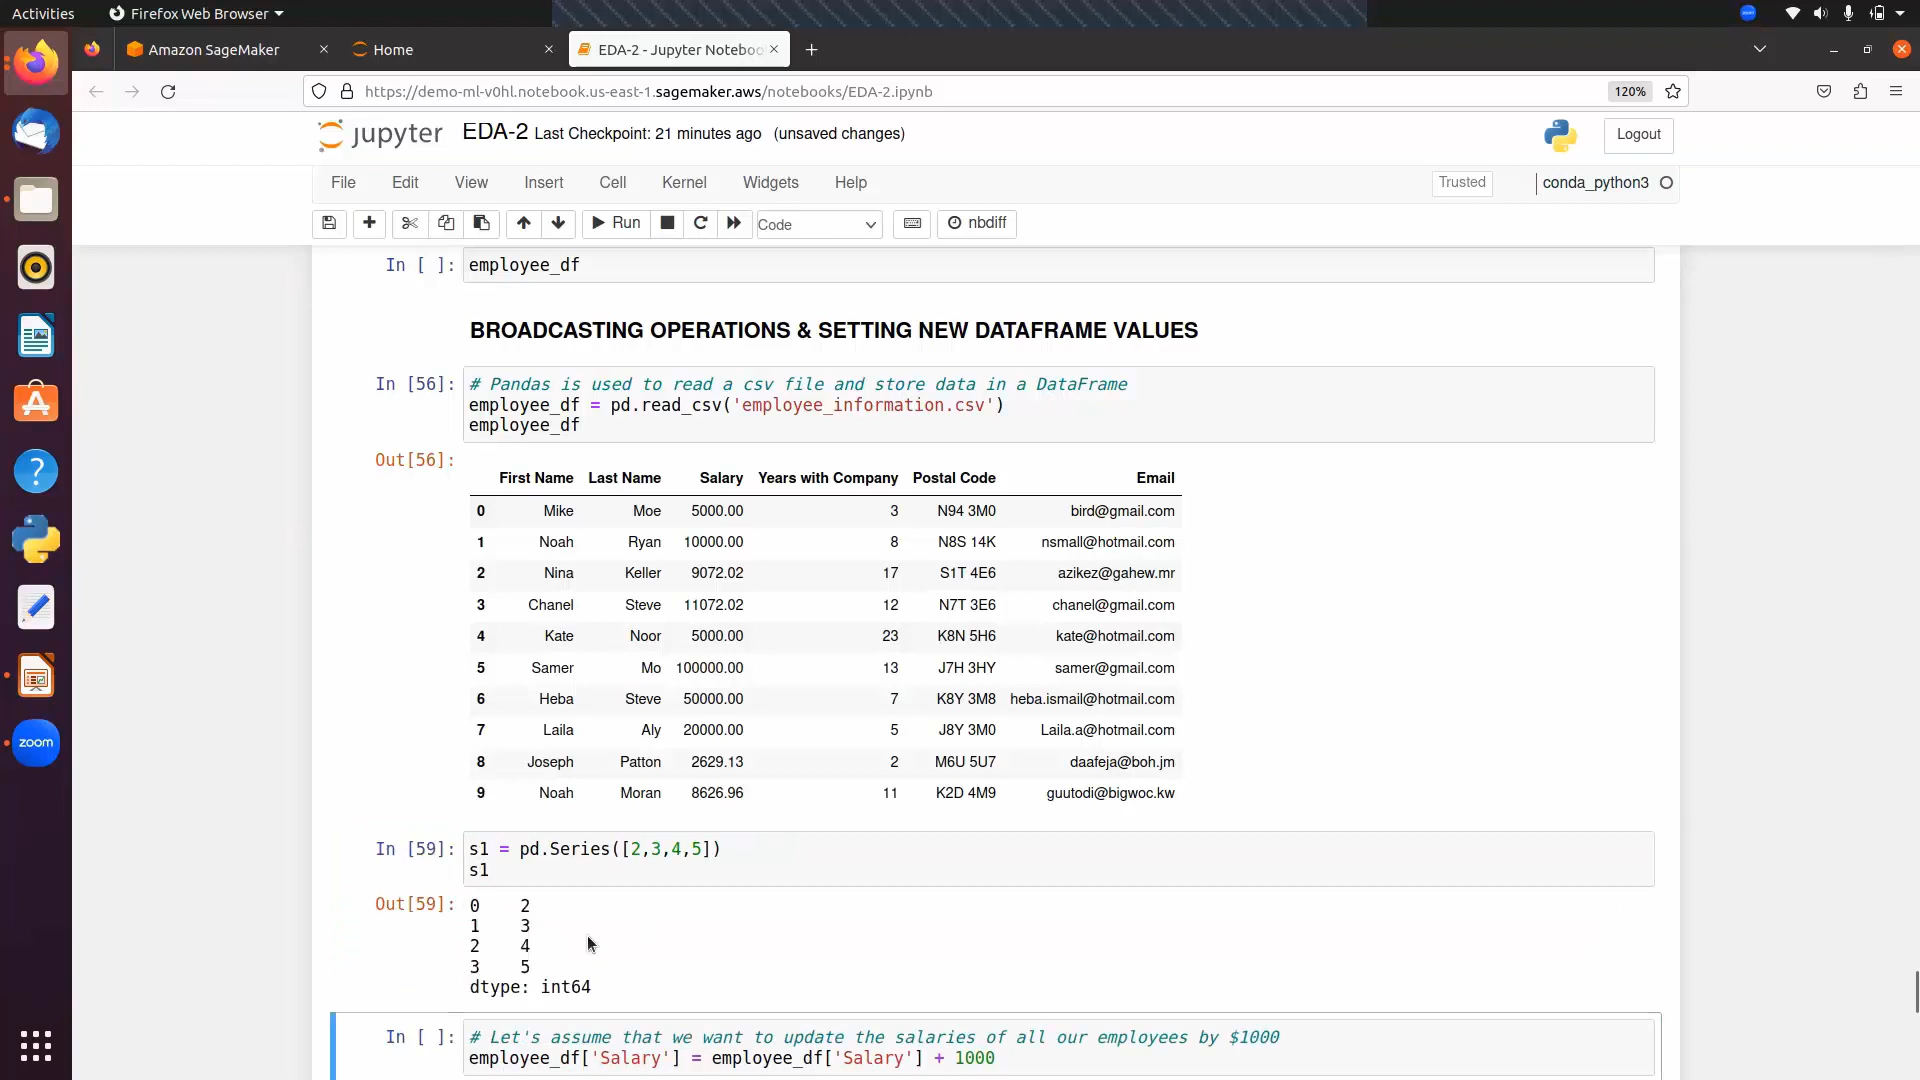 Activities Firefox Web Browser
Amazon SageMaker Home EDA-2 - Jupyter Noteboo
https://demo-ml-v0hl.notebook.us-east-1.sagemaker.aws/notebooks/EDA-2.ipynb 120%
jupyter EDA-2 Last Checkpoint: 21 minutes ago (unsaved changes) Logout
File Edit View Insert Cell Kernel Widgets Help Trusted conda_python3
Run Code nbdiff
In [ ]: employee_df
BROADCASTING OPERATIONS & SETTING NEW DATAFRAME VALUES
In [56]: # Pandas is used to read a csv file and store data in a DataFrame
employee_df = pd.read_csv('employee_information.csv')
employee_df
Out[56]:
First Name Last Name Salary Years with Company Postal Code Email
0 Mike Moe 5000.00 3 N94 3M0 bird@gmail.com
1 Noah Ryan 10000.00 8 N8S 14K nsmall@hotmail.com
2 Nina Keller 9072.02 17 S1T 4E6 azikez@gahew.mr
3 Chanel Steve 11072.02 12 N7T 3E6 chanel@gmail.com
4 Kate Noor 5000.00 23 K8N 5H6 kate@hotmail.com
5 Samer Mo 100000.00 13 J7H 3HY samer@gmail.com
6 Heba Steve 50000.00 7 K8Y 3M8 heba.ismail@hotmail.com
7 Laila Aly 20000.00 5 J8Y 3M0 Laila.a@hotmail.com
8 Joseph Patton 2629.13 2 M6U 5U7 daafeja@boh.jm
9 Noah Moran 8626.96 11 K2D 4M9 guutodi@bigwoc.kw
zoom
In [59]: s1 = pd.Series([2,3,4,5])
s1
Out[59]: 0 2
1 3
2 4
3 5
dtype: int64
In [ ]: # Let's assume that we want to update the salaries of all our employees by $1000
employee_df['Salary'] = employee_df['Salary'] + 1000